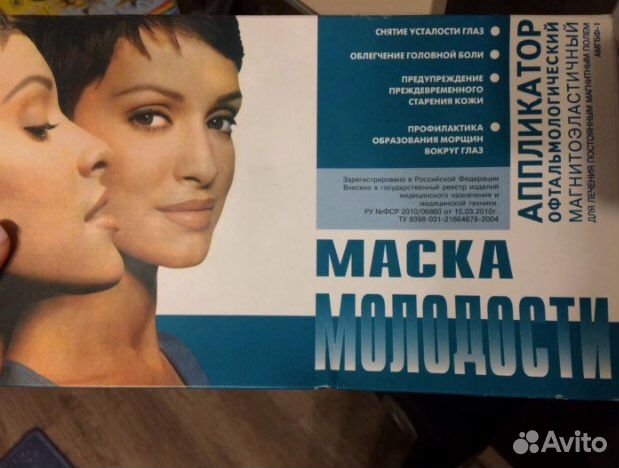 СНЯТИЕ УСТАЛОСТИ ГЛАЗ
ОБЛЕГЧЕНИЕ ГОЛОВНОЙ БОЛИ
ПРЕДУПРЕЖДЕНИЕ
ПРЕЖДЕВРЕМЕННОГО
СТАРЕНИЯ КОЖИ
ПРОФИЛАКТИКА
ОБРАЗОВАНИЯ МОРЩИН
ВОКРУГ ГЛАЗ
Зарегистрировано в Российской Федерации
Внесено в государственный реестр изделий
медицинского назначения и
медицинской техники.
РУ №ФСР 2010/06860 от 10.03.2010г.
ТУ 9398-031-21664678-2004
АППЛИКАТОР
ОФТАЛЬМОЛОГИЧЕСКИЙ
МАГНИТОЭЛАСТИЧНЫЙ
ДЛЯ ЛЕЧЕНИЯ ПОСТОЯННЫМ МАГНИТНЫМ ПОЛЕМ
МАСКА
МОЛОДОСТИ
Avito